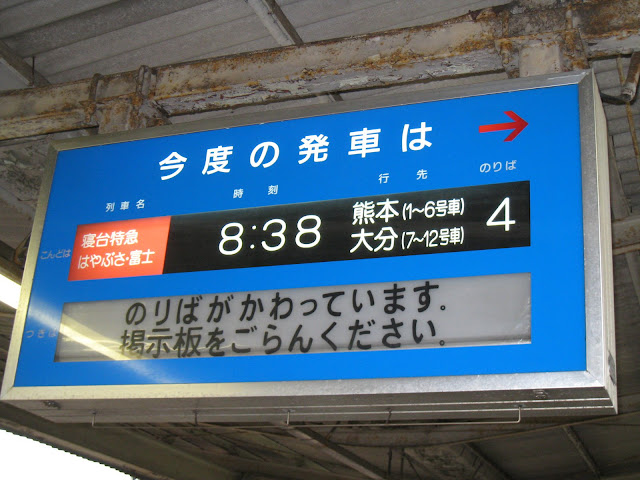 今度の発車は
列車名 時刻 行先 のりば
こんどは 寝台特急 はやぶさ・富士 8:38 熊本(1~6号車) 大分(7~12号車) 4
のりばがかわっています。
掲示板をごらんください。